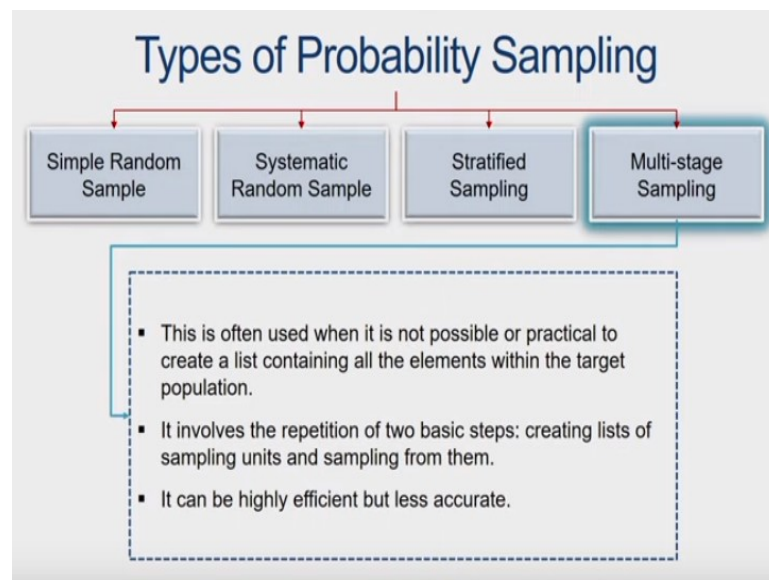 Types of Probability Sampling
Simple Random
Sample
Systematic
Random Sample
Stratified
Sampling
Multi-stage
Sampling
▪ This is often used when it is not possible or practical to
create a list containing all the elements within the target
population.
▪ It involves the repetition of two basic steps: creating lists of
sampling units and sampling from them.
▪ It can be highly efficient but less accurate.